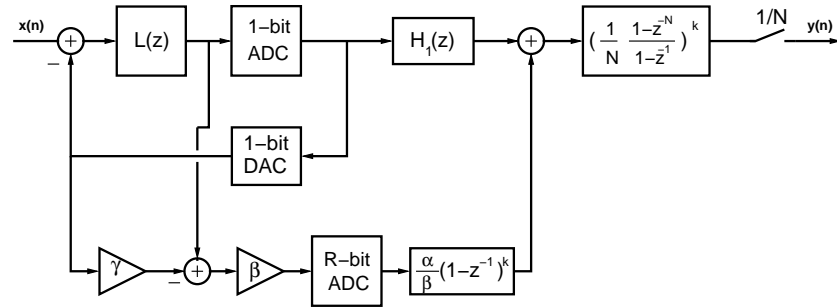 x(n)
+
−
L(z)
1−bit
ADC
H₁(z)
+
( 1/N 1−z⁻ᴺ/1−z⁻¹ ) ᵏ
1/N
y(n)
1−bit
DAC
γ
−
+
β
R−bit
ADC
α/β (1−z⁻¹)ᵏ